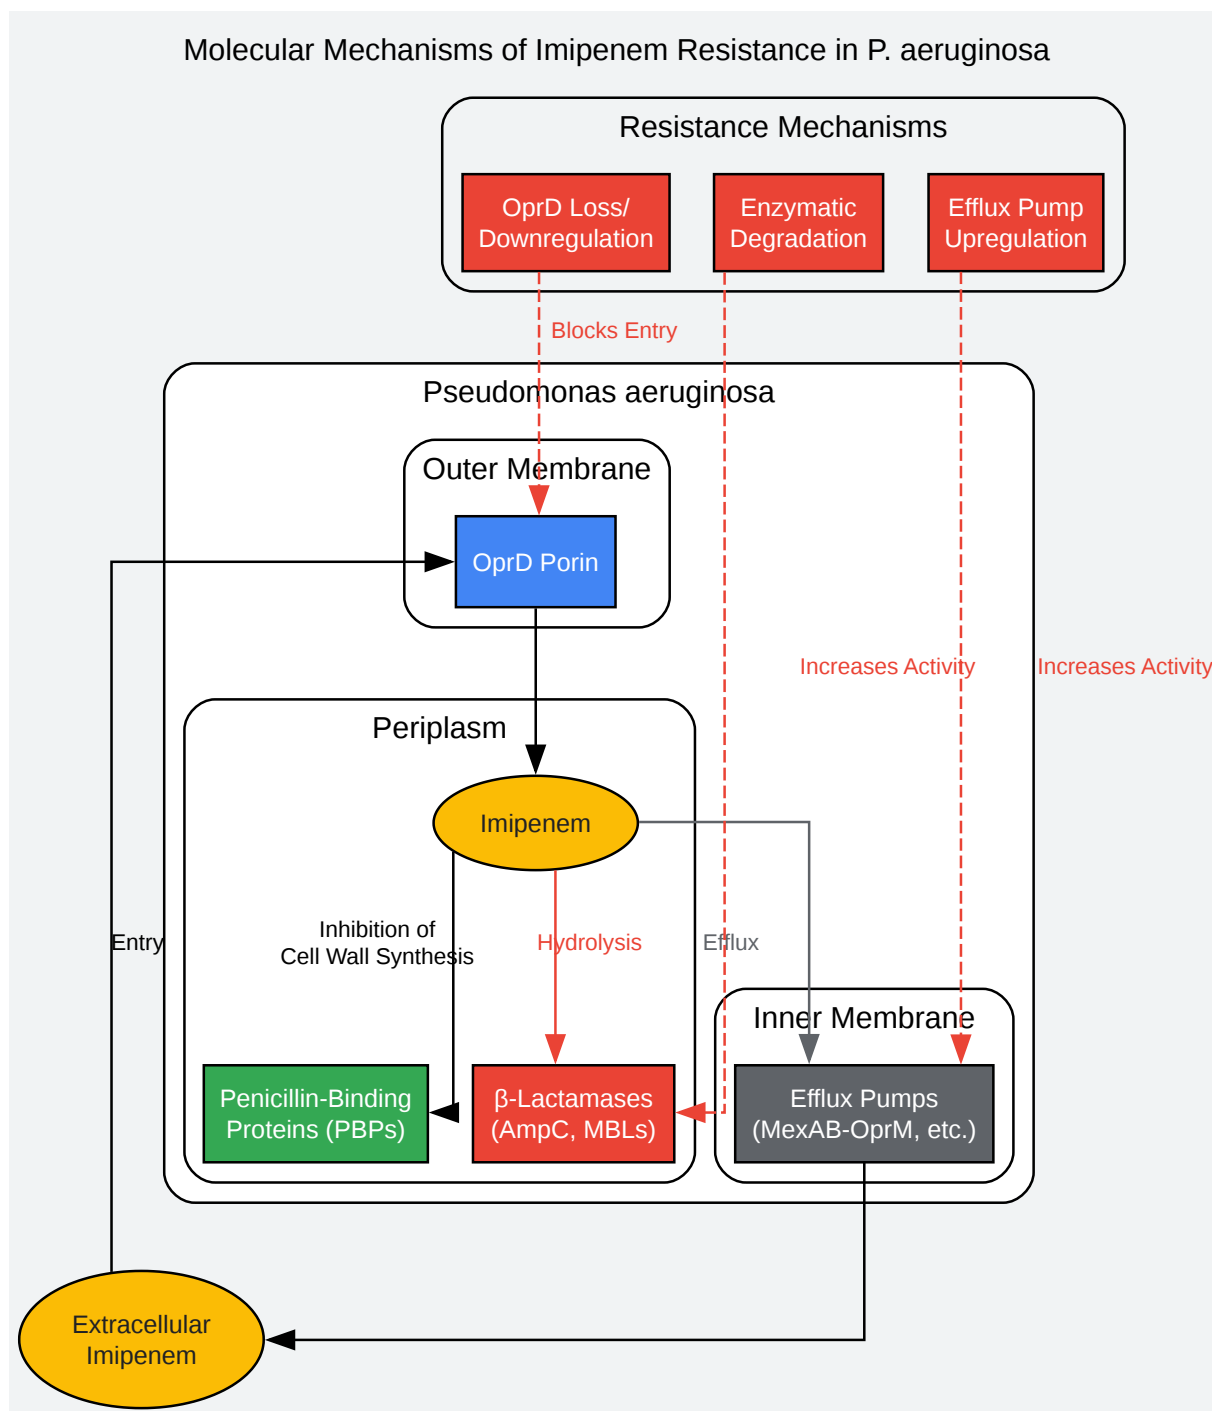 Molecular Mechanisms of Imipenem Resistance in P. aeruginosa
Resistance Mechanisms
OprD Loss/
Downregulation
Enzymatic
Degradation
Efflux Pump
Upregulation
Blocks Entry
Pseudomonas aeruginosa
Outer Membrane
OprD Porin
Increases Activity
Increases Activity
Periplasm
Imipenem
Inhibition of
Cell Wall Synthesis
Hydrolysis
Efflux
Entry
Inner Membrane
Penicillin-Binding
Proteins (PBPs)
β-Lactamases
(AmpC, MBLs)
Efflux Pumps
(MexAB-OprM, etc.)
Extracellular
Imipenem